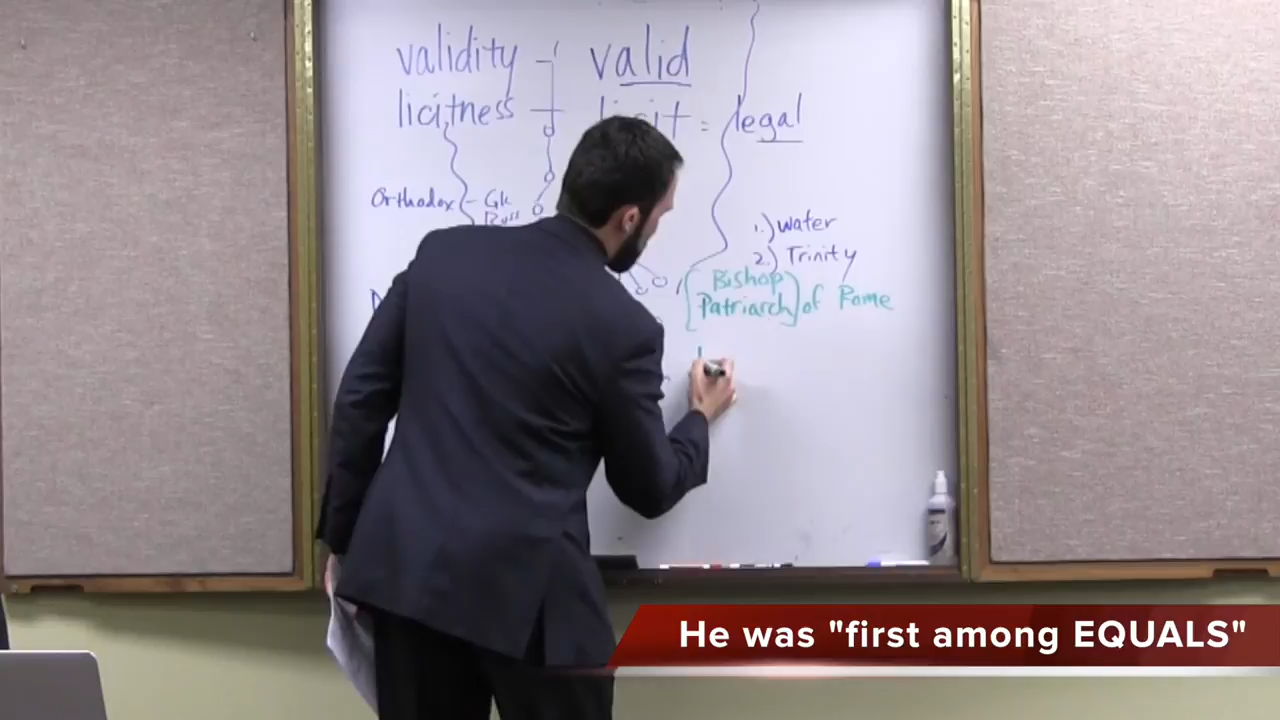 validity - valid
licitness - licit = legal
Orthodox - Gk
Russ
1.) water
2.) Trinity
Bishop
Patriarch of Rome
He was "first among EQUALS"